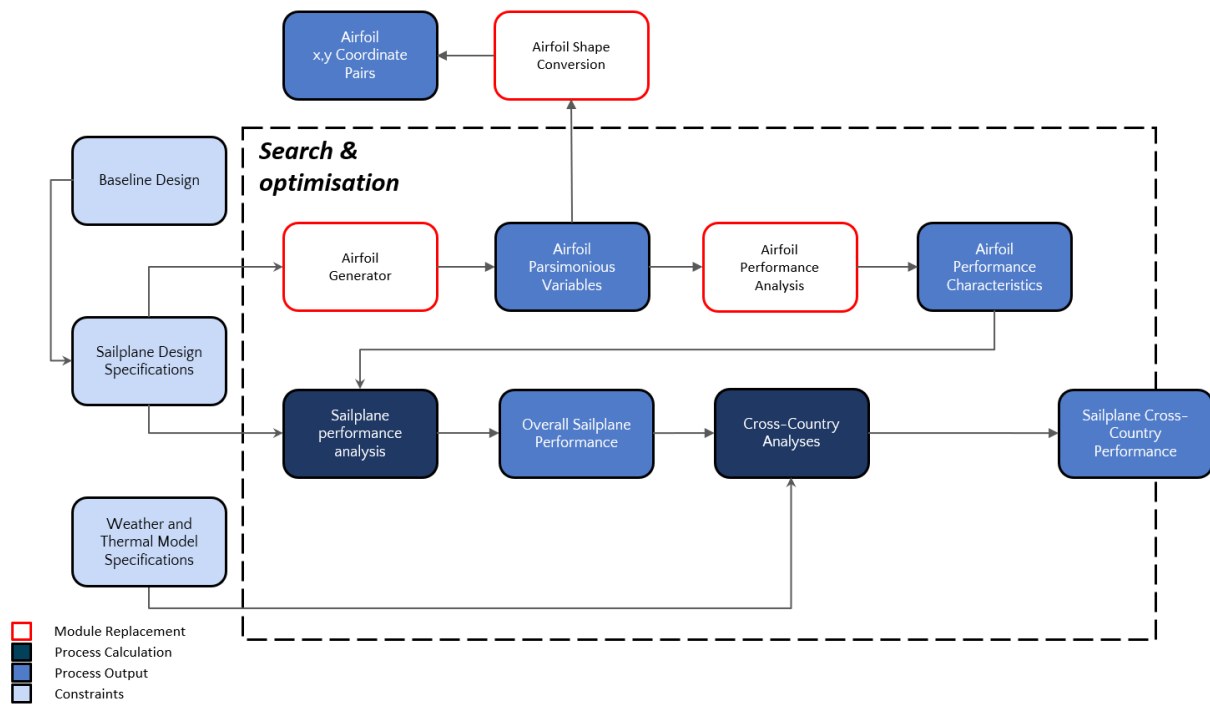 Airfoil
x,y Coordinate
Pairs
Airfoil Shape
Conversion
Search &
optimisation
Baseline Design
Airfoil
Generator
Airfoil
Parsimonious
Variables
Airfoil
Performance
Analysis
Airfoil
Performance
Characteristics
Sailplane Design
Specifications
Sailplane
performance
analysis
Overall Sailplane
Performance
Cross-Country
Analyses
Sailplane Cross-
Country
Performance
Weather and
Thermal Model
Specifications
Module Replacement
Process Calculation
Process Output
Constraints